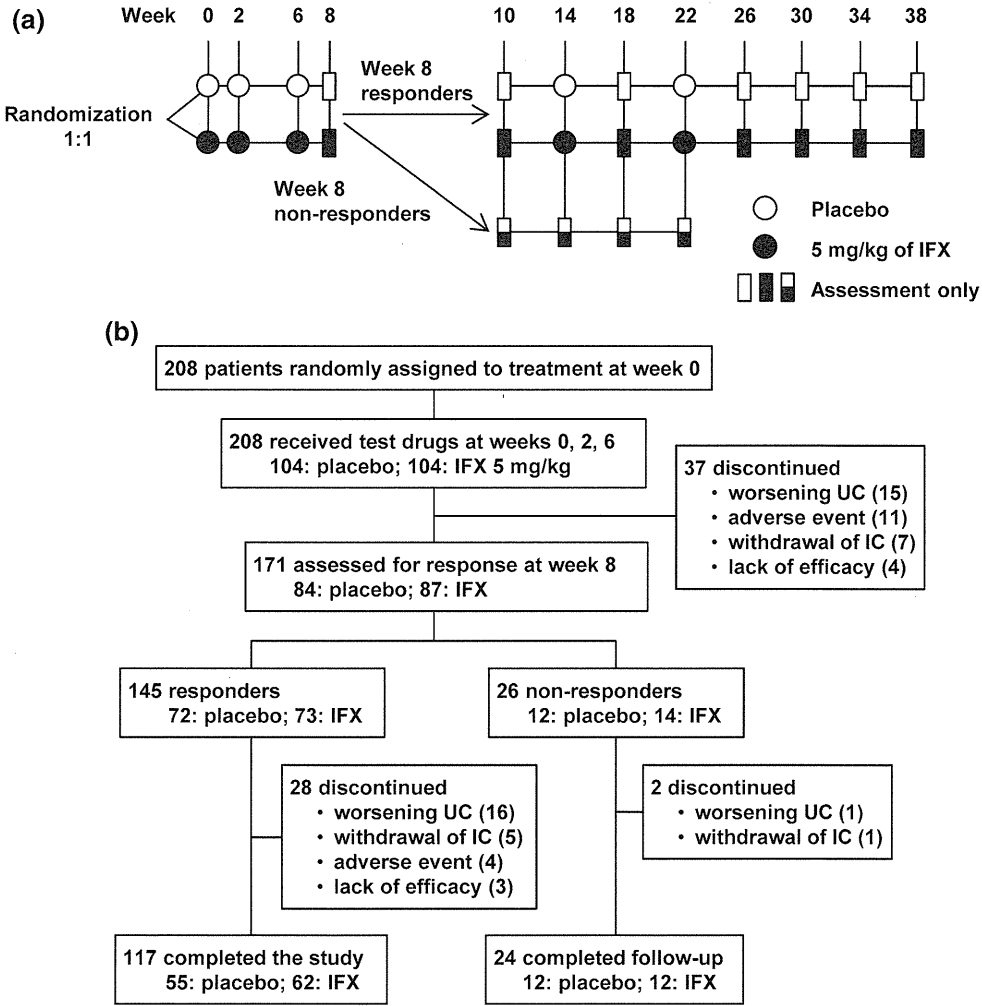 (a)
Week 0 2 6 8 10 14 18 22 26 30 34 38
Randomization
1:1
Week 8
responders
Week 8
non-responders
Placebo
5 mg/kg of IFX
Assessment only
(b)
208 patients randomly assigned to treatment at week 0
208 received test drugs at weeks 0, 2, 6
104: placebo; 104: IFX 5 mg/kg
37 discontinued
• worsening UC (15)
• adverse event (11)
• withdrawal of IC (7)
• lack of efficacy (4)
171 assessed for response at week 8
84: placebo; 87: IFX
145 responders
72: placebo; 73: IFX
26 non-responders
12: placebo; 14: IFX
28 discontinued
• worsening UC (16)
• withdrawal of IC (5)
• adverse event (4)
• lack of efficacy (3)
2 discontinued
• worsening UC (1)
• withdrawal of IC (1)
117 completed the study
55: placebo; 62: IFX
24 completed follow-up
12: placebo; 12: IFX